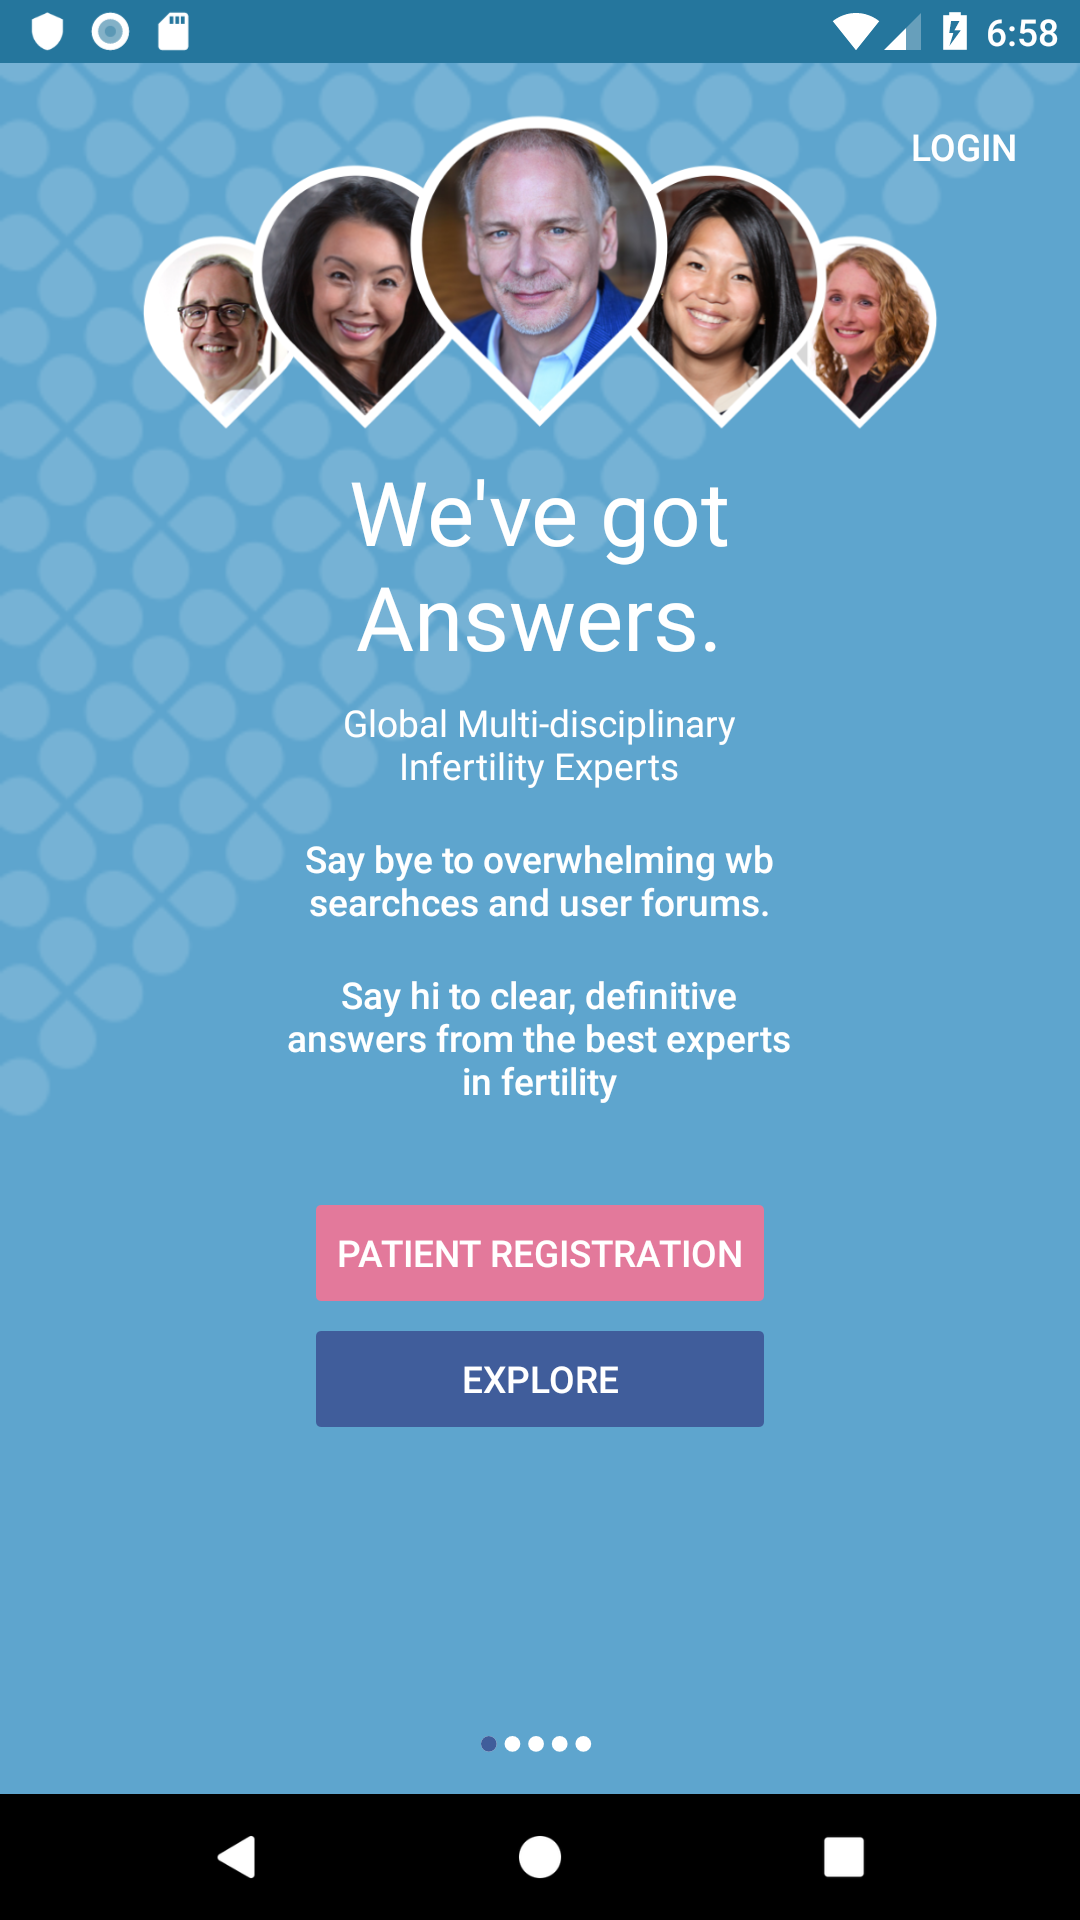 6:58
LOGIN
We've got
Answers.
Global Multi-disciplinary
Infertility Experts
Say bye to overwhelming wb
searchces and user forums.
Say hi to clear, definitive
answers from the best experts
in fertility
PATIENT REGISTRATION
EXPLORE